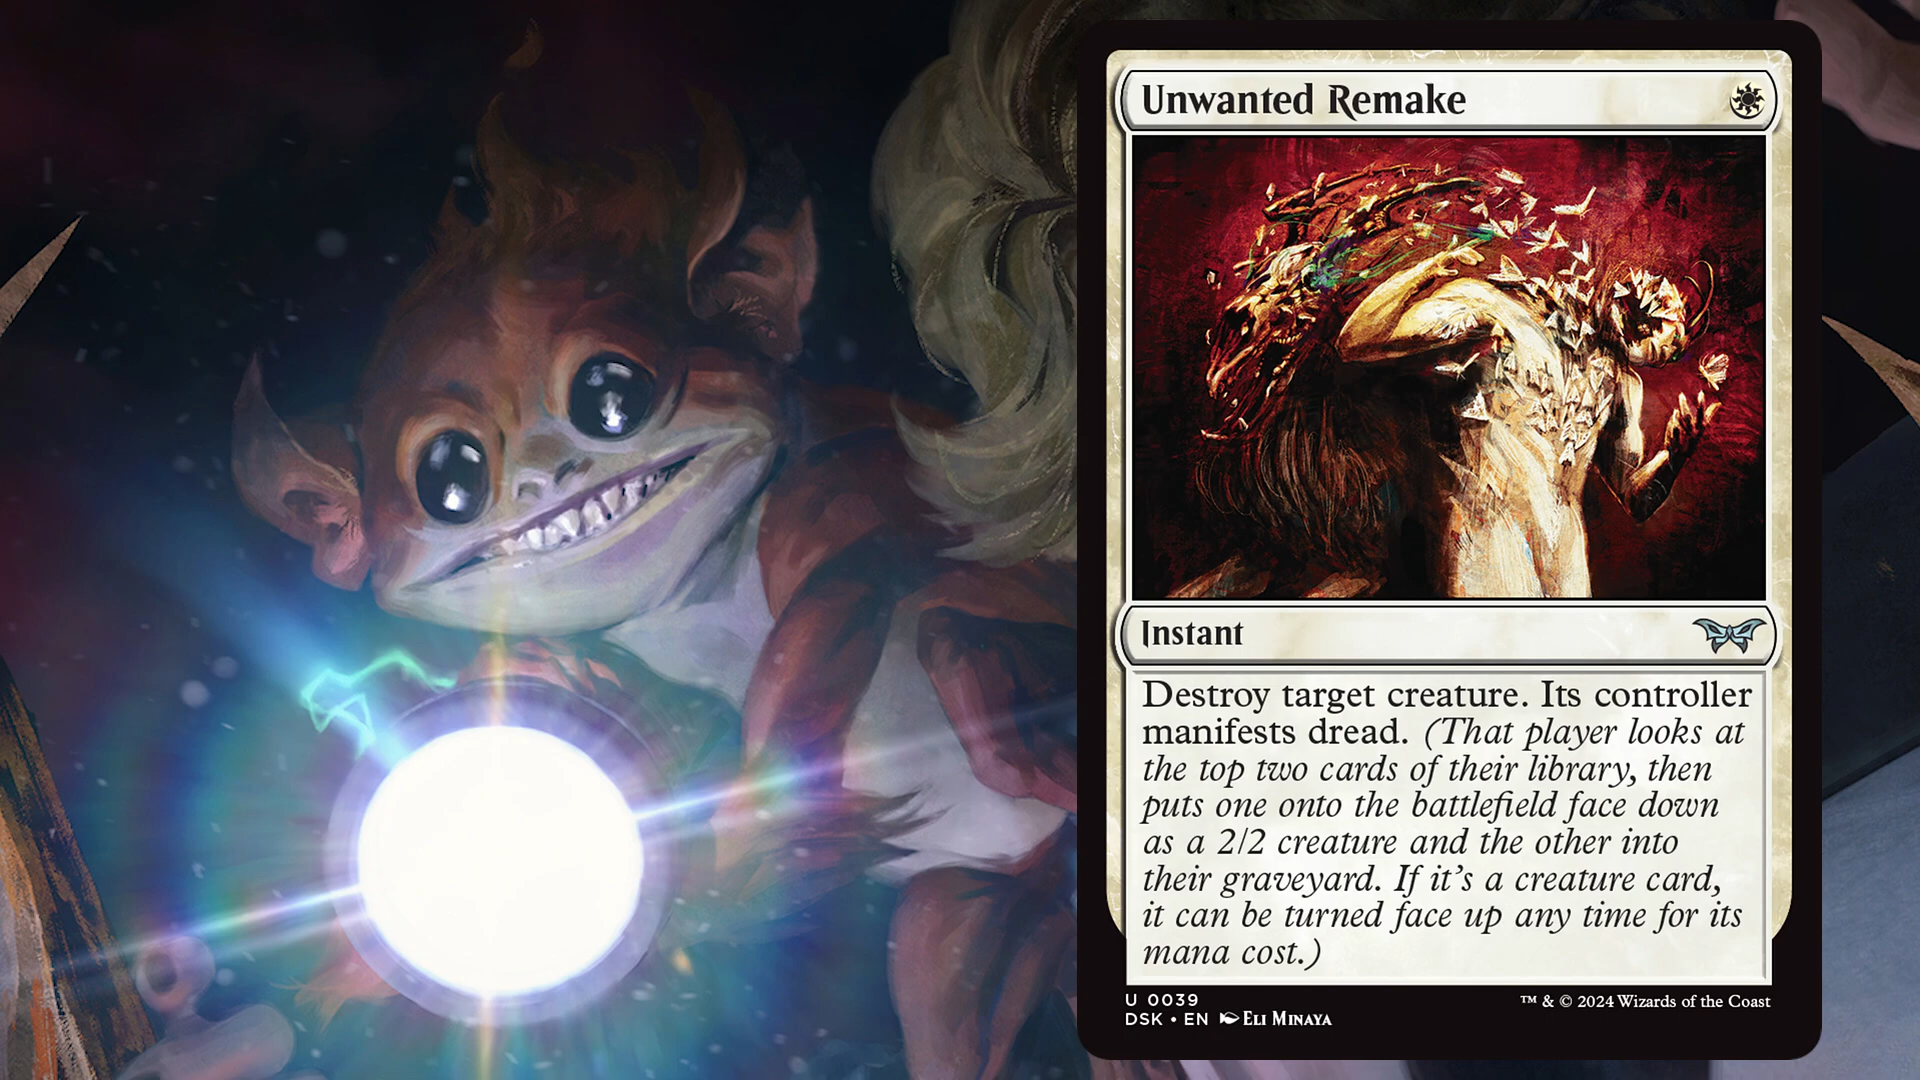 Unwanted Remake
Instant
Destroy target creature. Its controller
manifests dread. (That player looks at
the top two cards of their library, then
puts one onto the battlefield face down
as a 2/2 creature and the other into
their graveyard. If it's a creature card,
it can be turned face up any time for its
mana cost.)
U 0039
DSK • EN Eli Minaya
™ & © 2024 Wizards of the Coast